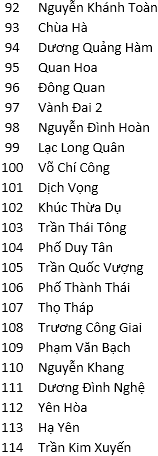 92 Nguyễn Khánh Toàn
93 Chùa Hà
94 Dương Quảng Hàm
95 Quan Hoa
96 Đông Quan
97 Vành Đai 2
98 Nguyễn Đình Hoàn
99 Lạc Long Quân
100 Võ Chí Công
101 Dịch Vọng
102 Khúc Thừa Dụ
103 Trần Thái Tông
104 Phố Duy Tân
105 Trần Quốc Vượng
106 Phố Thành Thái
107 Thọ Tháp
108 Trương Công Giai
109 Phạm Văn Bạch
110 Nguyễn Khang
111 Dương Đình Nghệ
112 Yên Hòa
113 Hạ Yên
114 Trần Kim Xuyến